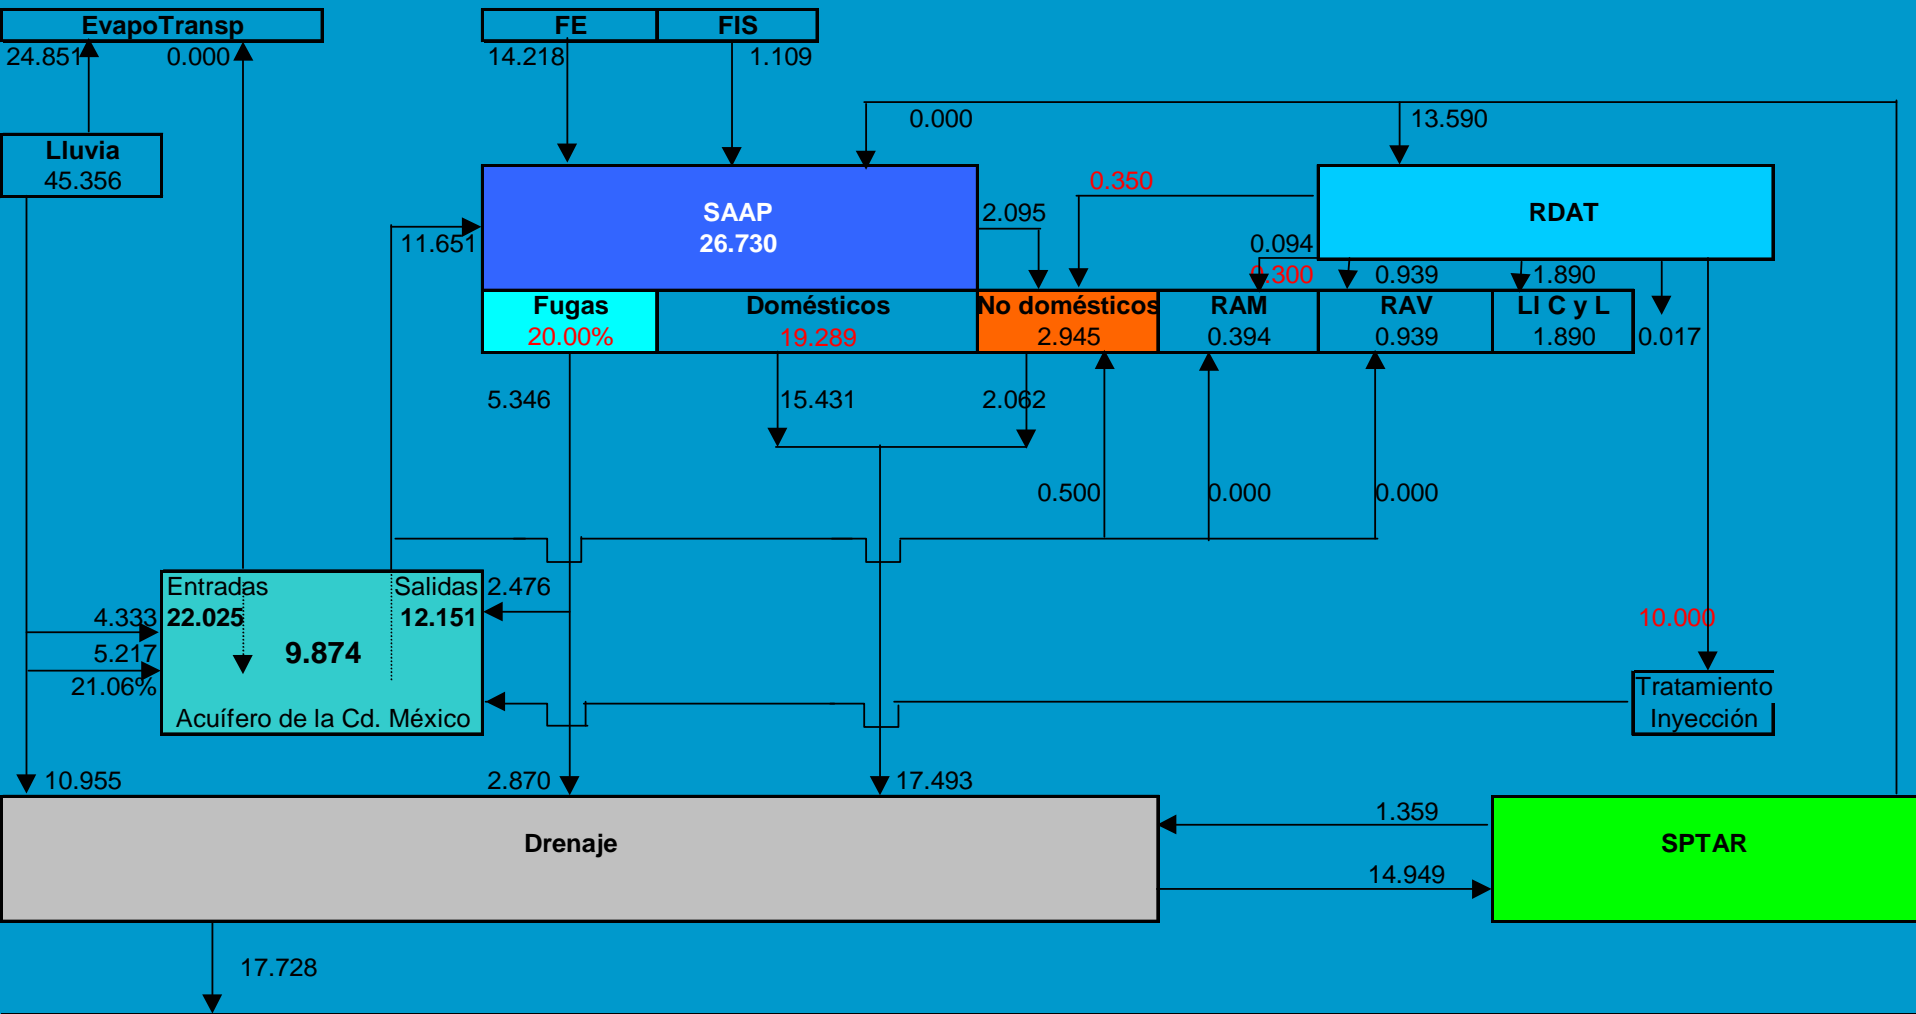 EvapoTransp
FE
FIS
24.851
0.000
14.218
1.109
0.000
13.590
Lluvia
45.356
0.350
SAAP
26.730
2.095
RDAT
11.651
0.094
0.300
0.939
1.890
Fugas
20.00%
Domésticos
19.289
No domésticos
2.945
RAM
0.394
RAV
0.939
LI C y L
1.890
0.017
5.346
15.431
2.062
0.500
0.000
0.000
Entradas
22.025
Salidas
12.151
2.476
4.333
5.217
21.06%
9.874
Acuífero de la Cd. México
10.000
Tratamiento
Inyección
10.955
2.870
17.493
Drenaje
1.359
14.949
SPTAR
17.728